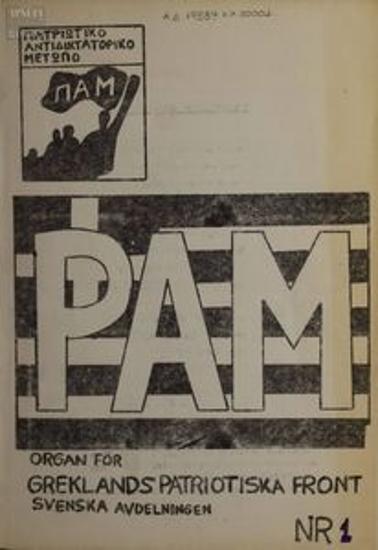 ΠΑΤΡΙΩΤΙΚΟ
ΑΝΤΙΔΙΚΤΑΤΟΡΙΚΟ
ΜΕΤΩΠΟ
ΠΑΜ
PAM
ORGAN FÖR
GREKLANDS PATRIOTISKA FRONT
SVENSKA AVDELNINGEN
NR 1